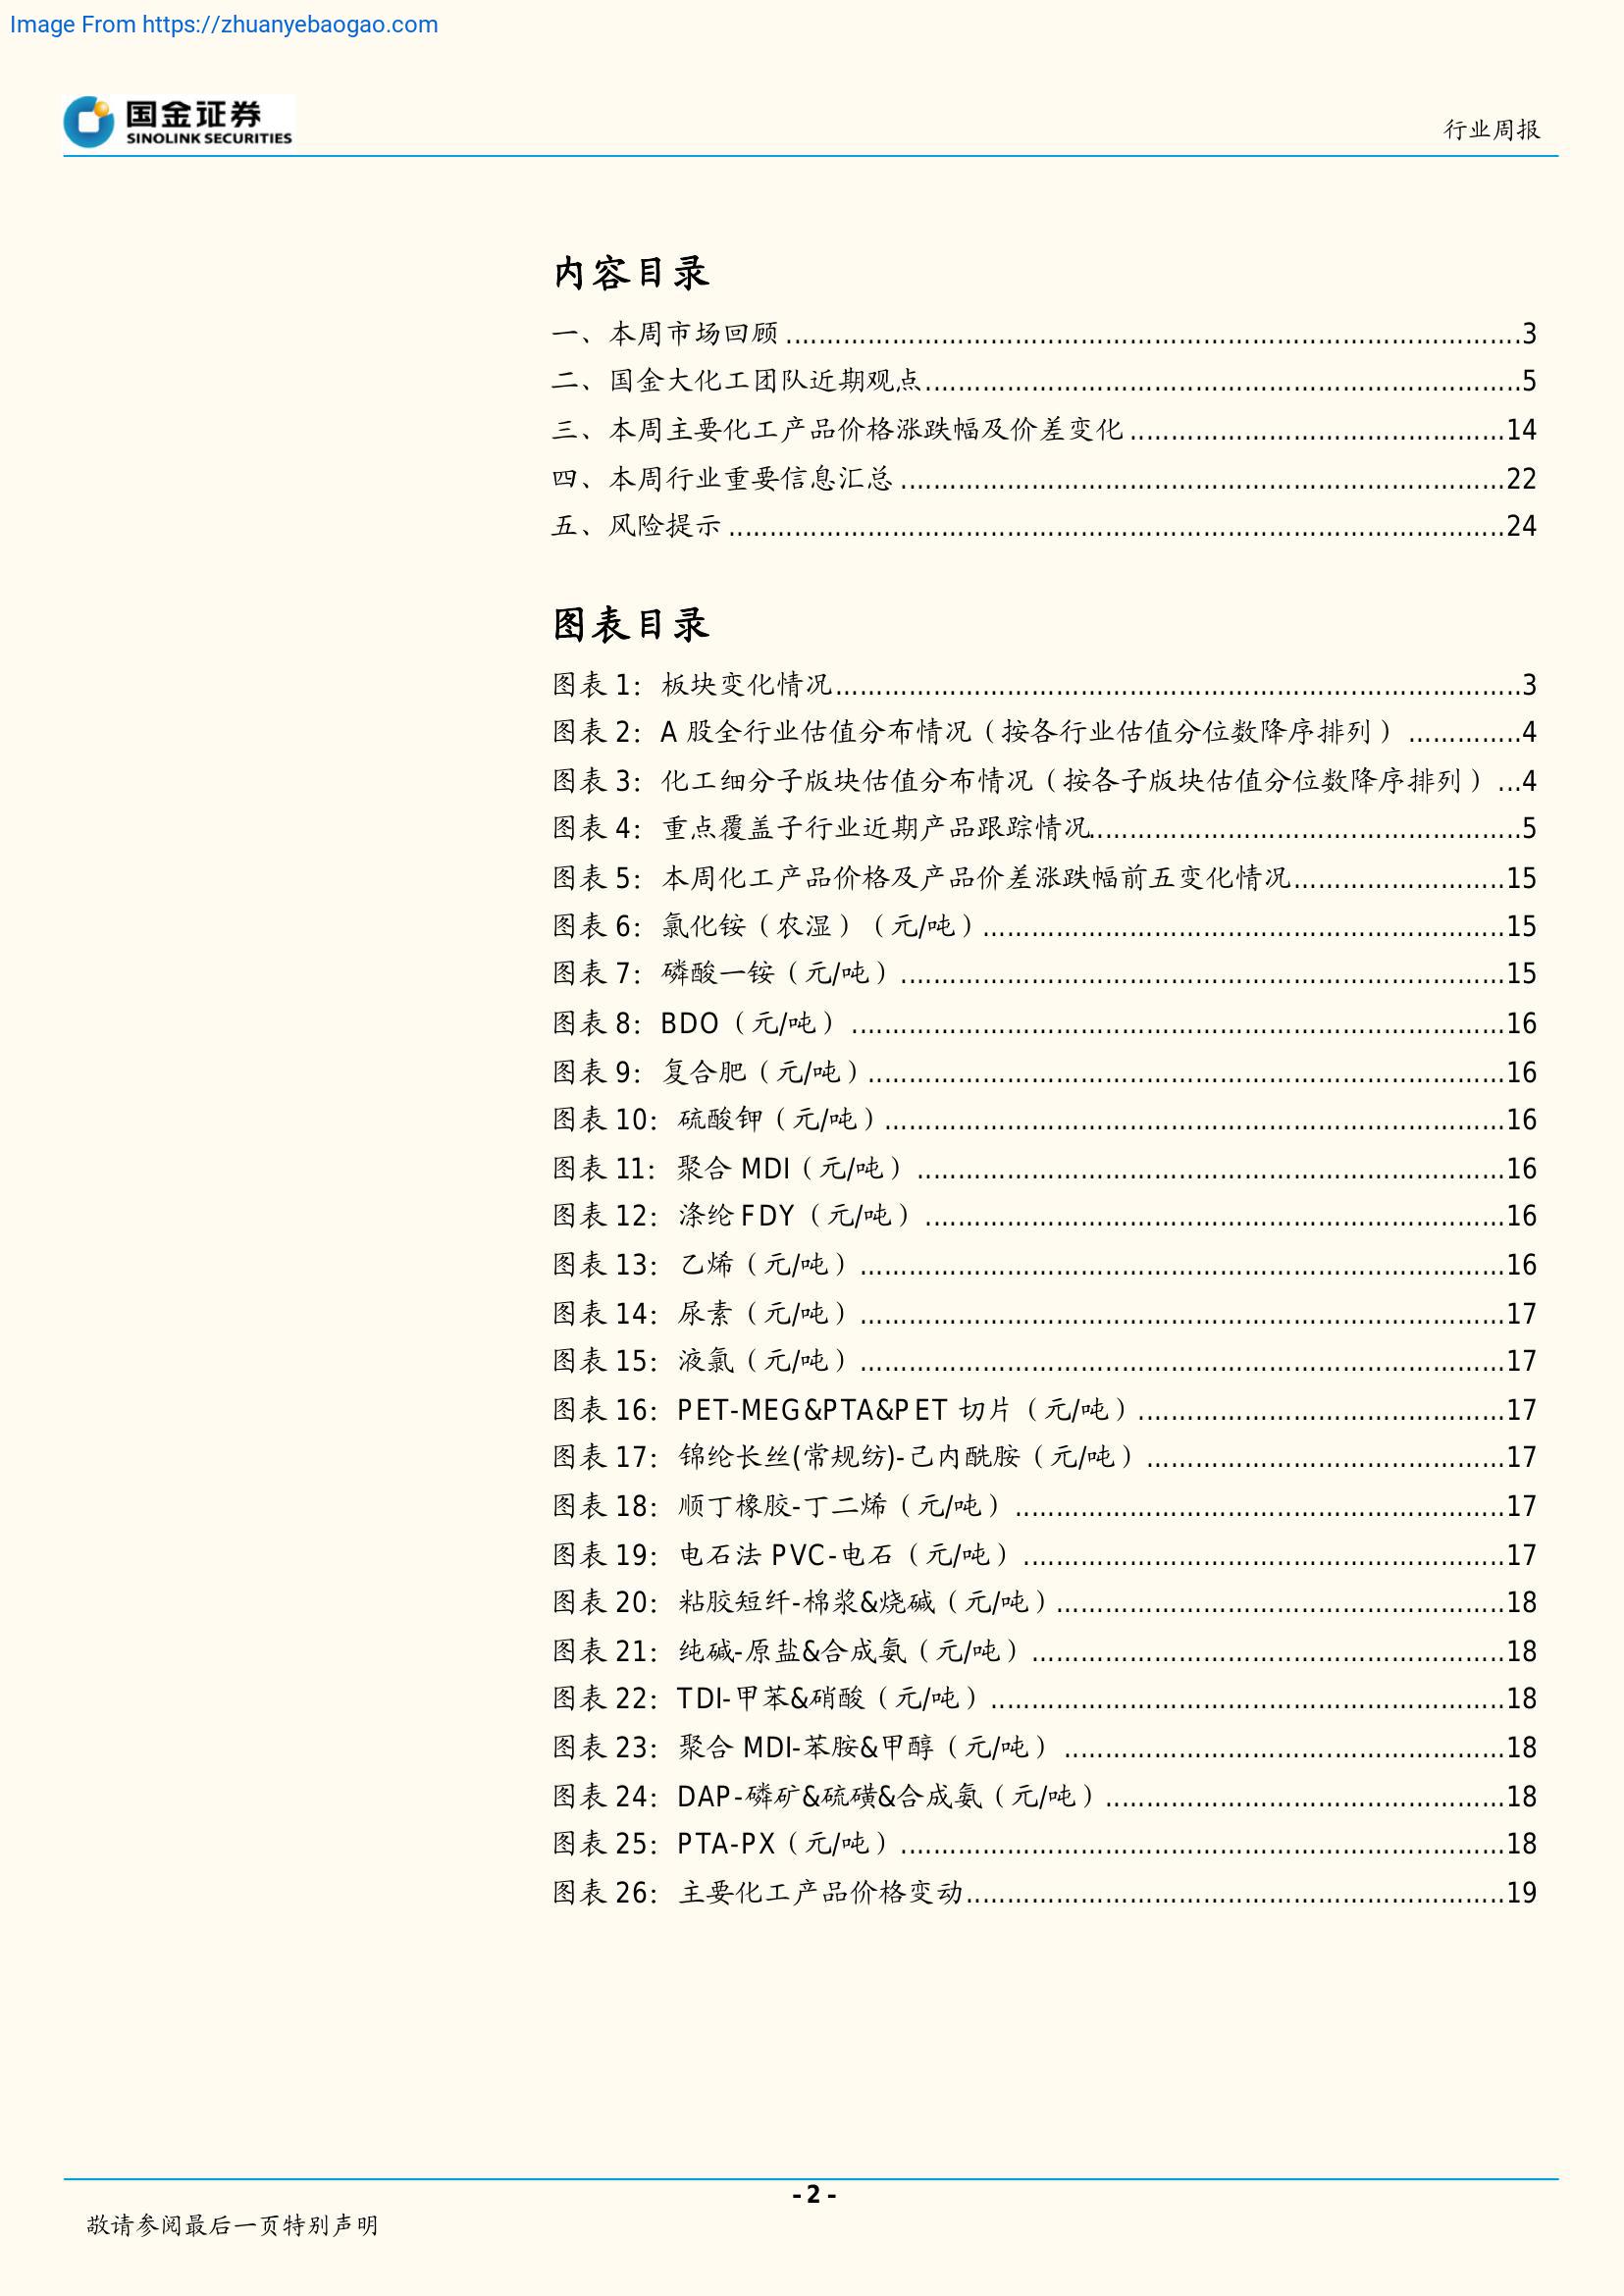 Image From https://zhuanyebaogao.com
国金证券
SINOLINK SECURITIES
行业周报
内容目录
一、本周市场回顾 ........................................................................................3
二、国金大化工团队近期观点........................................................................5
三、本周主要化工产品价格涨跌幅及价差变化 .............................................14
四、本周行业重要信息汇总 .........................................................................22
五、风险提示 ..............................................................................................24
图表目录
图表 1：板块变化情况...................................................................................3
图表 2：A 股全行业估值分布情况（按各行业估值分位数降序排列） ..............4
图表 3：化工细分子版块估值分布情况（按各子版块估值分位数降序排列） ...4
图表 4：重点覆盖子行业近期产品跟踪情况....................................................5
图表 5：本周化工产品价格及产品价差涨跌幅前五变化情况..........................15
图表 6：氯化铵（农湿）（元/吨）...............................................................15
图表 7：磷酸一铵（元/吨） .........................................................................15
图表 8：BDO（元/吨） ...............................................................................16
图表 9：复合肥（元/吨）.............................................................................16
图表 10：硫酸钾（元/吨）...........................................................................16
图表 11：聚合 MDI（元/吨） .......................................................................16
图表 12：涤纶 FDY（元/吨） ......................................................................16
图表 13：乙烯（元/吨） ..............................................................................16
图表 14：尿素（元/吨） ..............................................................................17
图表 15：液氯（元/吨） ..............................................................................17
图表 16：PET-MEG&PTA&PET 切片（元/吨）............................................17
图表 17：锦纶长丝(常规纺)-己内酰胺（元/吨） ...........................................17
图表 18：顺丁橡胶-丁二烯（元/吨） ...........................................................17
图表 19：电石法 PVC-电石（元/吨） ..........................................................17
图表 20：粘胶短纤-棉浆&烧碱（元/吨）......................................................18
图表 21：纯碱-原盐&合成氨（元/吨） .........................................................18
图表 22：TDI-甲苯&硝酸（元/吨） ..............................................................18
图表 23：聚合 MDI-苯胺&甲醇（元/吨） .....................................................18
图表 24：DAP-磷矿&硫磺&合成氨（元/吨）................................................18
图表 25：PTA-PX（元/吨）.........................................................................18
图表 26：主要化工产品价格变动.................................................................19
- 2 -
敬请参阅最后一页特别声明